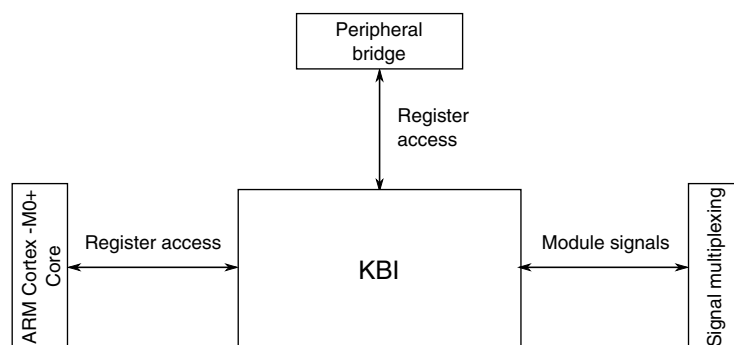 Peripheral
bridge
Register
access
ARM Cortex -M0+
Core
Register access
KBI
Module signals
Signal multiplexing